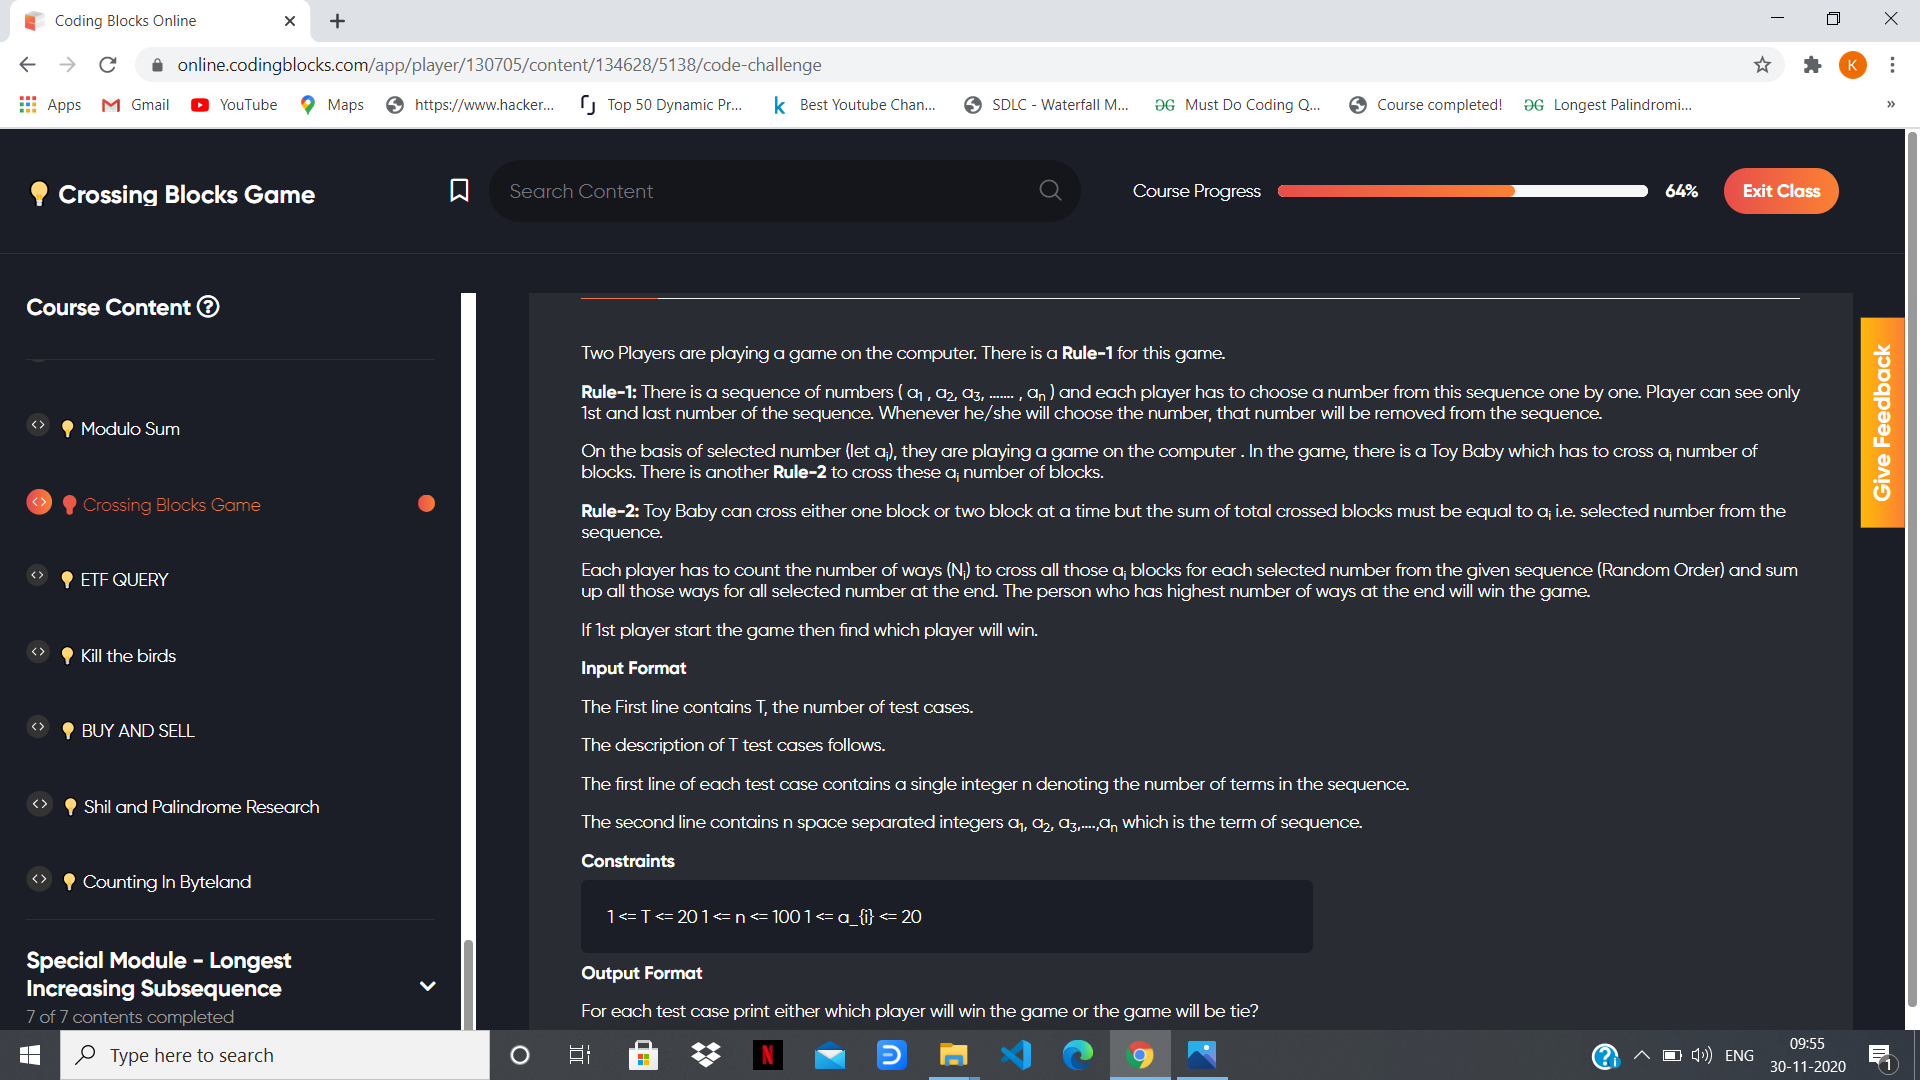 Coding Blocks Online
online.codingblocks.com/app/player/130705/content/134628/5138/code-challenge
K
Apps
Gmail
YouTube
Maps
https://www.hacker...
Top 50 Dynamic Pr...
Best Youtube Chan...
SDLC - Waterfall M...
Must Do Coding Q...
Course completed!
Longest Palindromi...
»
Crossing Blocks Game
Search Content
Course Progress
64%
Exit Class
Course Content
Modulo Sum
Crossing Blocks Game
ETF QUERY
Kill the birds
BUY AND SELL
Shil and Palindrome Research
Counting In Byteland
Special Module - Longest
Increasing Subsequence
7 of 7 contents completed
Two Players are playing a game on the computer. There is a Rule-1 for this game.
Rule-1: There is a sequence of numbers ( a1 , a2, a3, ....... , an ) and each player has to choose a number from this sequence one by one. Player can see only
1st and last number of the sequence. Whenever he/she will choose the number, that number will be removed from the sequence.
On the basis of selected number (let ai), they are playing a game on the computer . In the game, there is a Toy Baby which has to cross ai number of
blocks. There is another Rule-2 to cross these ai number of blocks.
Rule-2: Toy Baby can cross either one block or two block at a time but the sum of total crossed blocks must be equal to ai i.e. selected number from the
sequence.
Each player has to count the number of ways (Ni) to cross all those ai blocks for each selected number from the given sequence (Random Order) and sum
up all those ways for all selected number at the end. The person who has highest number of ways at the end will win the game.
If 1st player start the game then find which player will win.
Input Format
The First line contains T, the number of test cases.
The description of T test cases follows.
The first line of each test case contains a single integer n denoting the number of terms in the sequence.
The second line contains n space separated integers a1, a2, a3,....,an which is the term of sequence.
Constraints
1 <= T <= 20 1 <= n <= 100 1 <= a_{i} <= 20
Output Format
For each test case print either which player will win the game or the game will be tie?
Give Feedback
Type here to search
ENG
09:55
30-11-2020
1